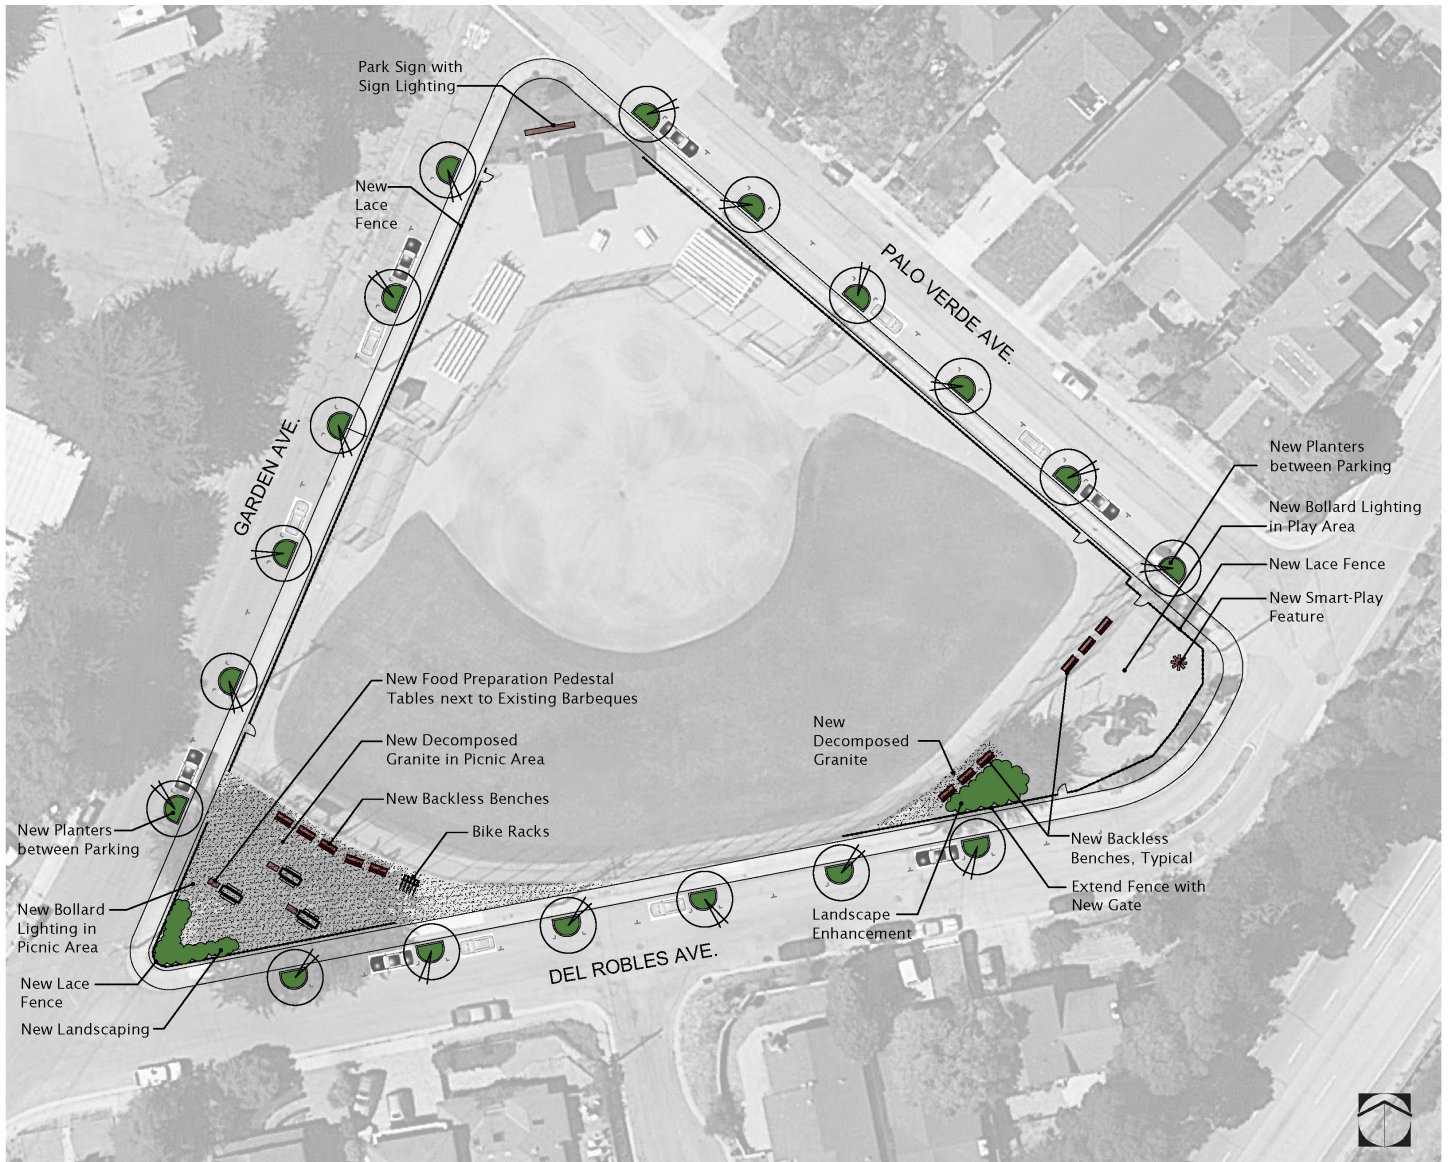 Park Sign with
Sign Lighting
New
Lace
Fence
PALO VERDE AVE.
GARDEN AVE.
New Planters
between Parking
New Bollard Lighting
in Play Area
New Lace Fence
New Smart-Play
Feature
New Food Preparation Pedestal
Tables next to Existing Barbeques
New Decomposed
Granite in Picnic Area
New Backless Benches
Bike Racks
New
Decomposed
Granite
New Planters
between Parking
New Backless
Benches, Typical
Extend Fence with
New Gate
Landscape
Enhancement
New Bollard
Lighting in
Picnic Area
DEL ROBLES AVE.
New Lace
Fence
New Landscaping